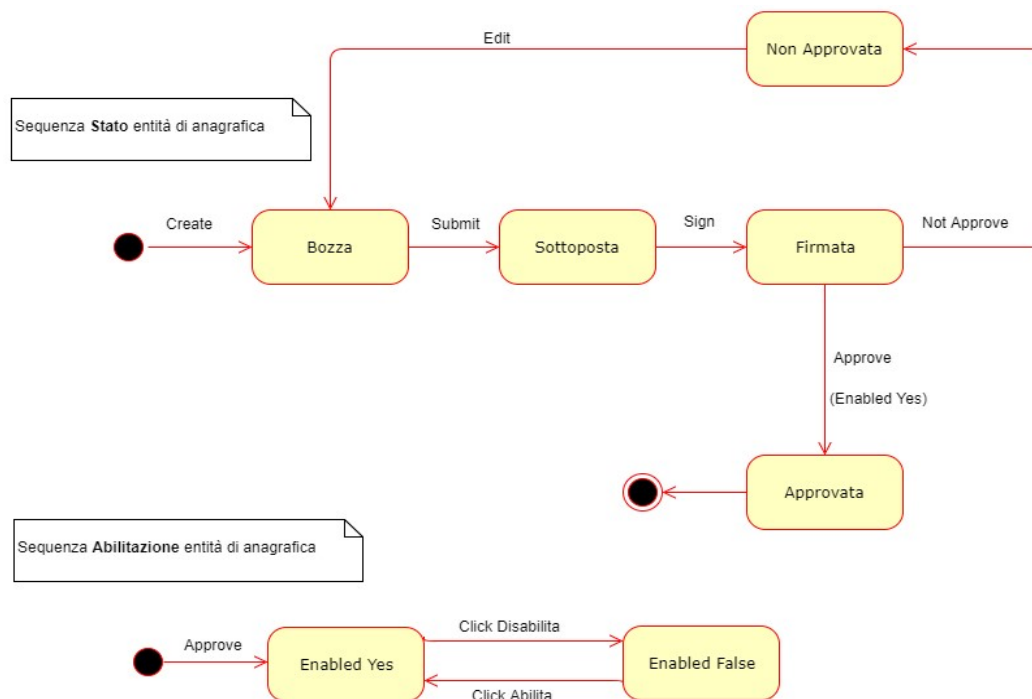 Edit
Non Approvata
Sequenza Stato entità di anagrafica
Create
Bozza
Submit
Sottoposta
Sign
Firmata
Not Approve
Approve
(Enabled Yes)
Approvata
Sequenza Abilitazione entità di anagrafica
Approve
Enabled Yes
Click Disabilita
Enabled False
Click Abilita